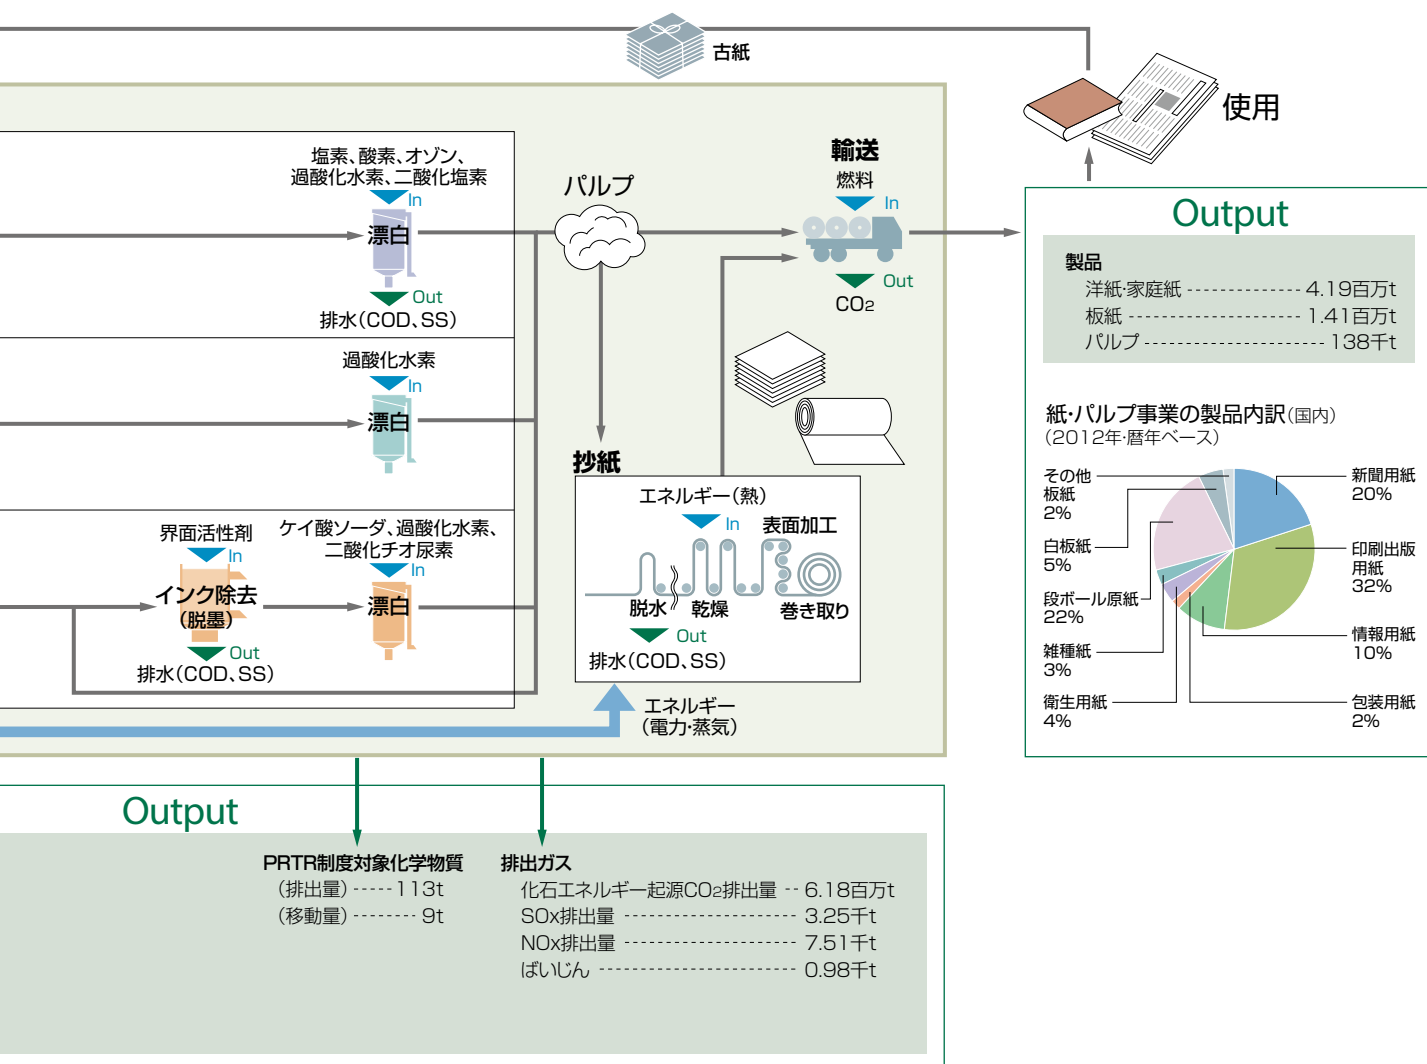 古紙
使用
塩素、酸素、オゾン、
過酸化水素、二酸化塩素
In
漂白
Out
排水(COD、SS)
過酸化水素
In
漂白
界面活性剤
In
インク除去
(脱墨)
Out
排水(COD、SS)
ケイ酸ソーダ、過酸化水素、
二酸化チオ尿素
In
漂白
パルプ
輸送
燃料
In
Out
CO2
抄紙
エネルギー(熱)
In
表面加工
脱水
乾燥
巻き取り
Out
排水(COD、SS)
エネルギー
(電力・蒸気)
Output
製品
洋紙・家庭紙 -------------- 4.19百万t
板紙 --------------------- 1.41百万t
パルプ ---------------------- 138千t
紙・パルプ事業の製品内訳(国内)
(2012年・暦年ベース)
その他
板紙
2%
白板紙
5%
段ボール原紙
22%
雑種紙
3%
衛生用紙
4%
新聞用紙
20%
印刷出版
用紙
32%
情報用紙
10%
包装用紙
2%
Output
PRTR制度対象化学物質
(排出量) ----- 113t
(移動量) -------- 9t
排出ガス
化石エネルギー起源CO2排出量 -- 6.18百万t
SOx排出量 --------------------- 3.25千t
NOx排出量 --------------------- 7.51千t
ばいじん ------------------------ 0.98千t